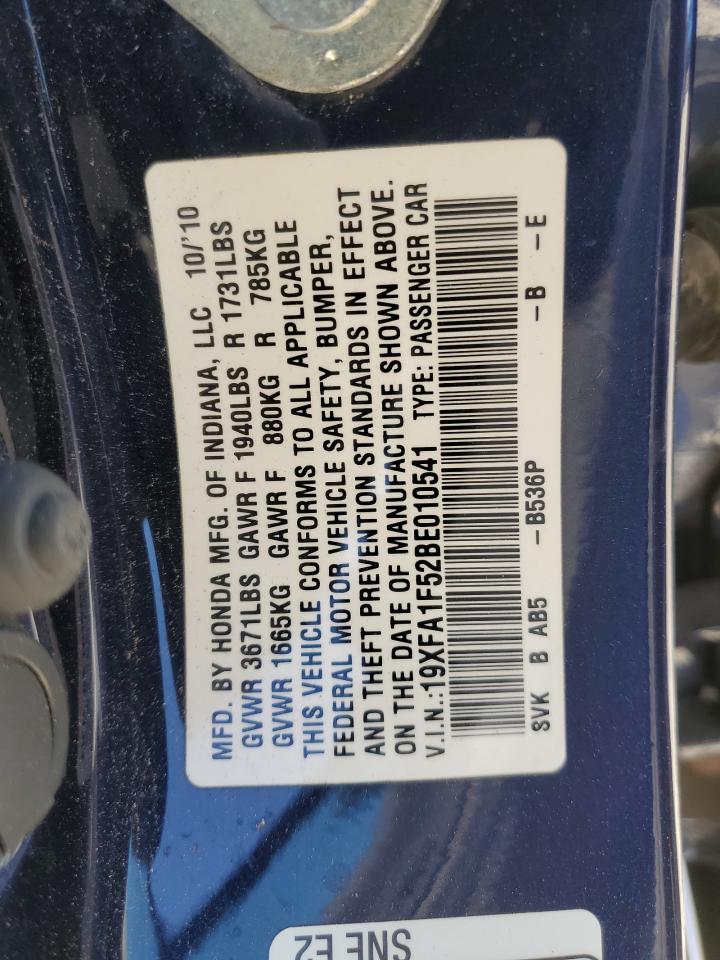 MFD. BY HONDA MFG. OF INDIANA, LLC 10/'10
GVWR 3671LBS GAWR F 1940LBS R 1731LBS
GVWR 1665KG GAWR F 880KG R 785KG
THIS VEHICLE CONFORMS TO ALL APPLICABLE
FEDERAL MOTOR VEHICLE SAFETY, BUMPER,
AND THEFT PREVENTION STANDARDS IN EFFECT
ON THE DATE OF MANUFACTURE SHOWN ABOVE.
V.I.N.:19XFA1F52BE010541 TYPE: PASSENGER CAR
SVK B AB5 -B536P -B -E
SNE E2